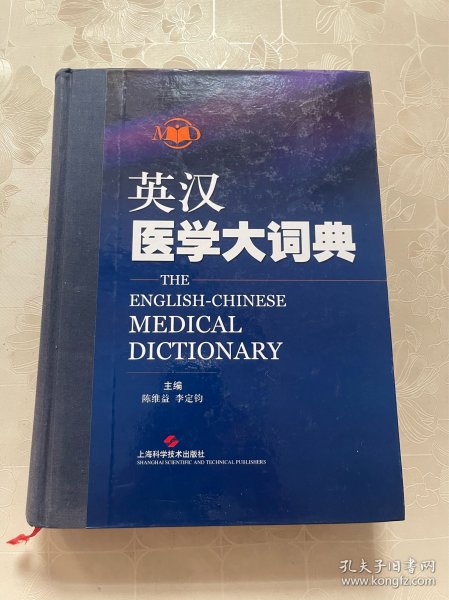 英汉
医学大词典
THE
ENGLISH-CHINESE
MEDICAL
DICTIONARY
主编
陈维益 李定钧
上海科学技术出版社
SHANGHAI SCIENTIFIC AND TECHNICAL PUBLISHERS
孔夫子旧书网
www.kongfz.com